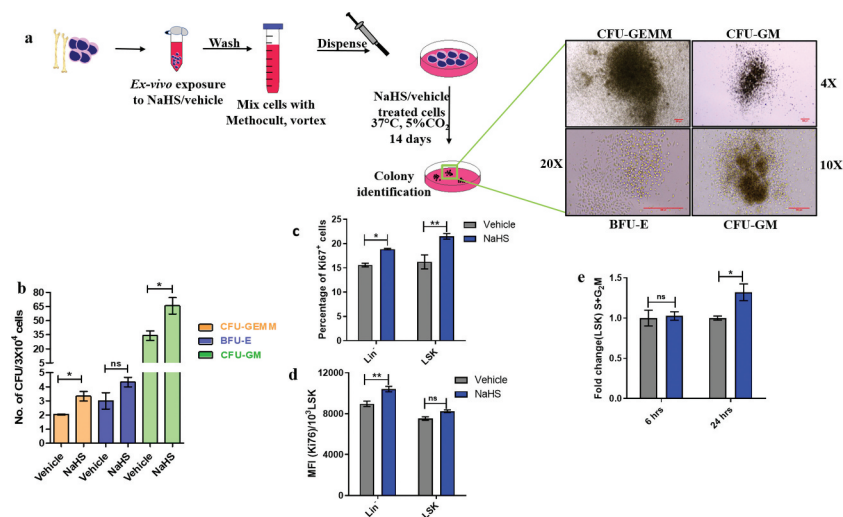 a
Wash
Dispense
Ex-vivo exposure
to NaHS/vehicle
Mix cells with
Methocult, vortex
NaHS/vehicle
treated cells
37°C, 5%CO2
14 days
Colony
identification
CFU-GEMM
CFU-GM
4X
20X
10X
BFU-E
CFU-GM
b
No. of CFU/3X10⁴ cells
80
65
50
35
20
5
4
3
2
1
0
*
ns
*
Vehicle
NaHS
Vehicle
NaHS
Vehicle
NaHS
CFU-GEMM
BFU-E
CFU-GM
c
Percentage of Ki67⁺ cells
25
20
15
10
5
0
*
**
Lin⁻
LSK
Vehicle
NaHS
d
MFI (Ki76)/10³LSK
12000
8000
4000
0
**
ns
Lin⁻
LSK
Vehicle
NaHS
e
Fold change(LSK) S+G2M
1.5
1.0
0.5
0.0
ns
*
6 hrs
24 hrs
Vehicle
NaHS